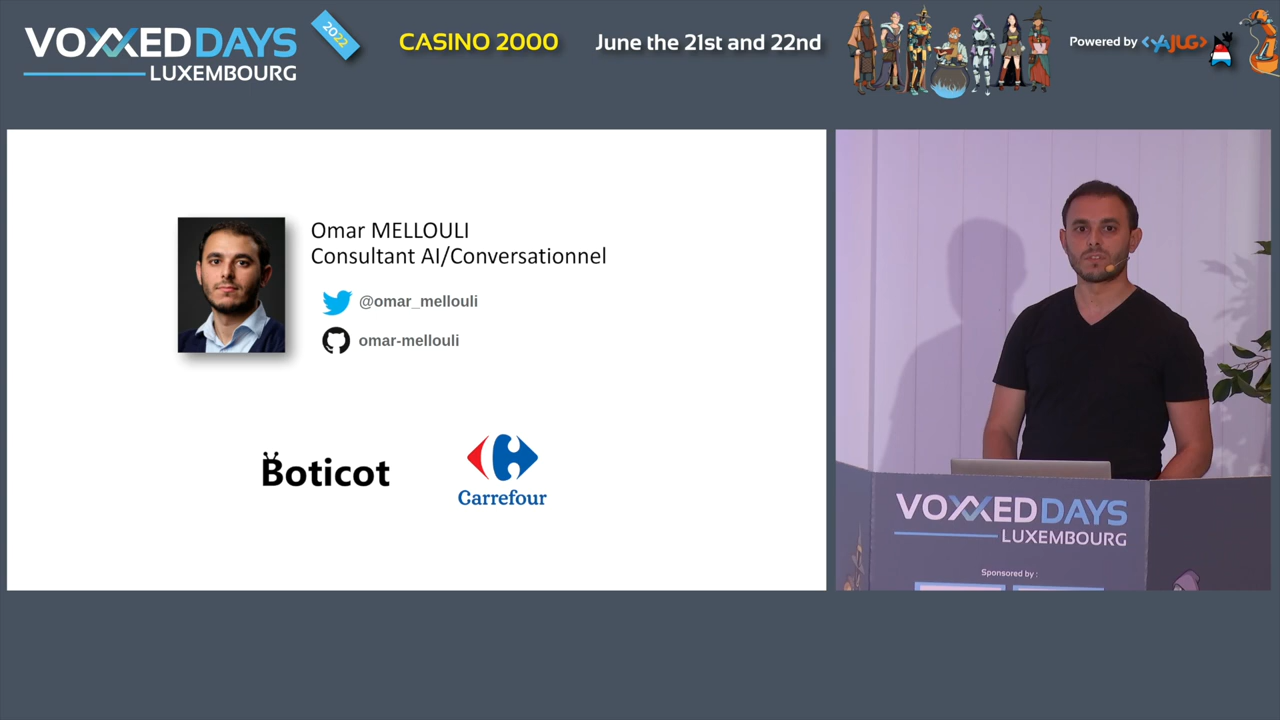 VOXXEDDAYS
LUXEMBOURG
2022
CASINO 2000
June the 21st and 22nd
Powered by <YAJUG>
Omar MELLOULI
Consultant AI/Conversationnel
@omar_mellouli
omar-mellouli
Boticot
Carrefour
VOXXEDDAYS
LUXEMBOURG
Sponsored by :